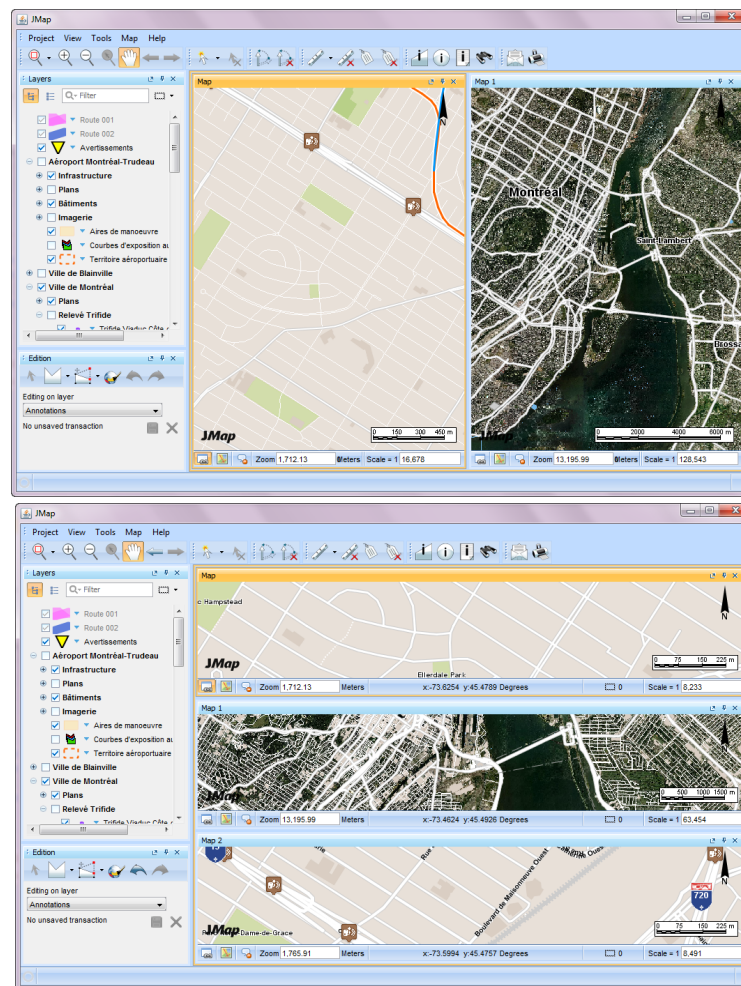 JMap
Project View Tools Map Help
Layers
Filter
Route 001
Route 002
Avertissements
Aéroport Montréal-Trudeau
Infrastructure
Plans
Bâtiments
Imagerie
Aires de manoeuvre
Courbes d'exposition au
Territoire aéroportuaire
Ville de Blainville
Ville de Montréal
Plans
Relevé Trifide
Trifide Viaduc Côte
Edition
Editing on layer
Annotations
No unsaved transaction
Map
N
JMap
0 150 300 450 m
Zoom 1,712.13 Meters Scale = 1 16,678
Map 1
Montréal
Saint-Lambert
Brossa
N
JMap
0 2000 4000 6000 m
Zoom 13,195.99 Meters Scale = 1 128,543
JMap
Project View Tools Map Help
Layers
Filter
Route 001
Route 002
Avertissements
Aéroport Montréal-Trudeau
Infrastructure
Plans
Bâtiments
Imagerie
Aires de manoeuvre
Courbes d'exposition au
Territoire aéroportuaire
Ville de Blainville
Ville de Montréal
Plans
Relevé Trifide
Trifide Viaduc Côte
Edition
Editing on layer
Annotations
No unsaved transaction
Map
c Hampstead
N
JMap
Ellerdale Park
0 75 150 225 m
Zoom 1,712.13 Meters x:-73.6254 y:45.4789 Degrees 0 Scale = 1 8,233
Map 1
N
JMap
0 500 1000 1500 m
Zoom 13,195.99 Meters x:-73.4624 y:45.4926 Degrees 0 Scale = 1 63,454
Map 2
15
Boulevard de Maisonneuve Ouest
N
720
JMap
Dame-de-Grace
0 75 150 225 m
Zoom 1,765.91 Meters x:-73.5994 y:45.4757 Degrees 0 Scale = 1 8,491